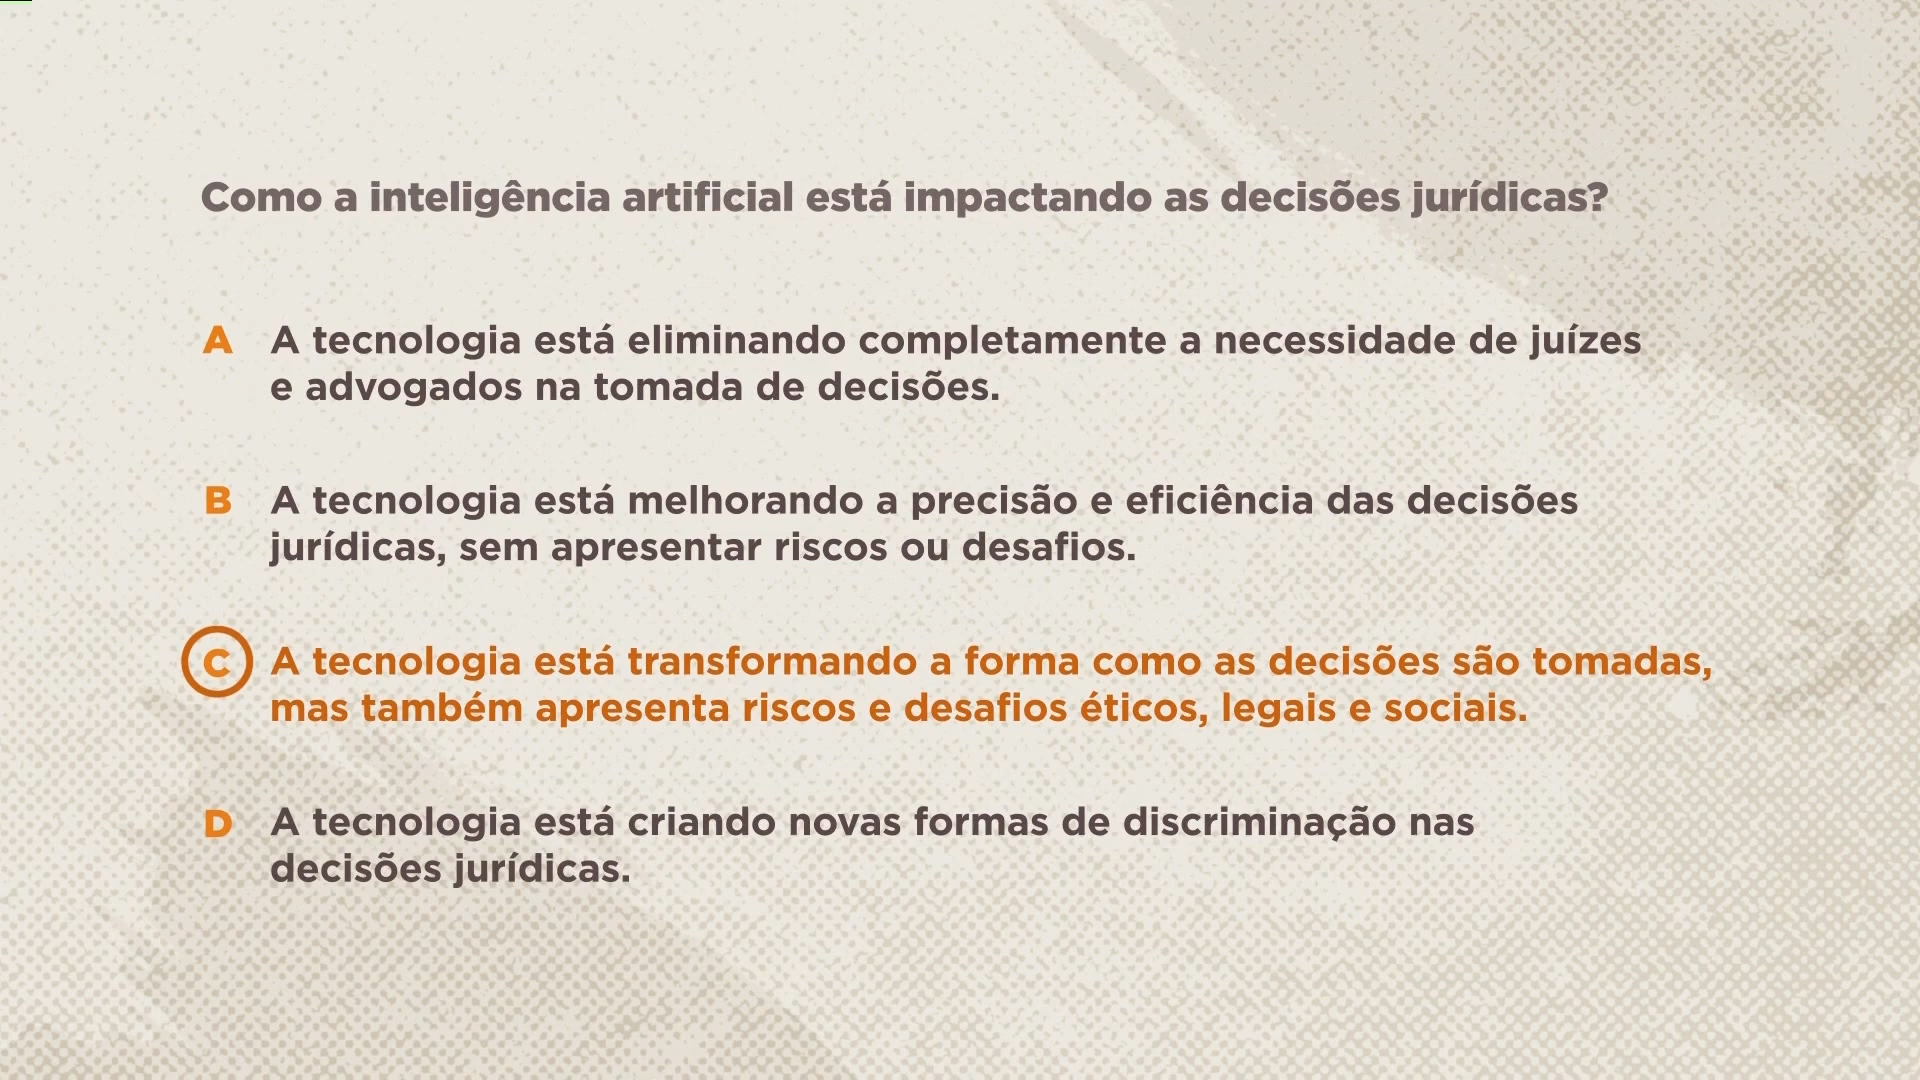 Como a inteligência artificial está impactando as decisões jurídicas?
A A tecnologia está eliminando completamente a necessidade de juízes
e advogados na tomada de decisões.
B A tecnologia está melhorando a precisão e eficiência das decisões
jurídicas, sem apresentar riscos ou desafios.
C A tecnologia está transformando a forma como as decisões são tomadas,
mas também apresenta riscos e desafios éticos, legais e sociais.
D A tecnologia está criando novas formas de discriminação nas
decisões jurídicas.